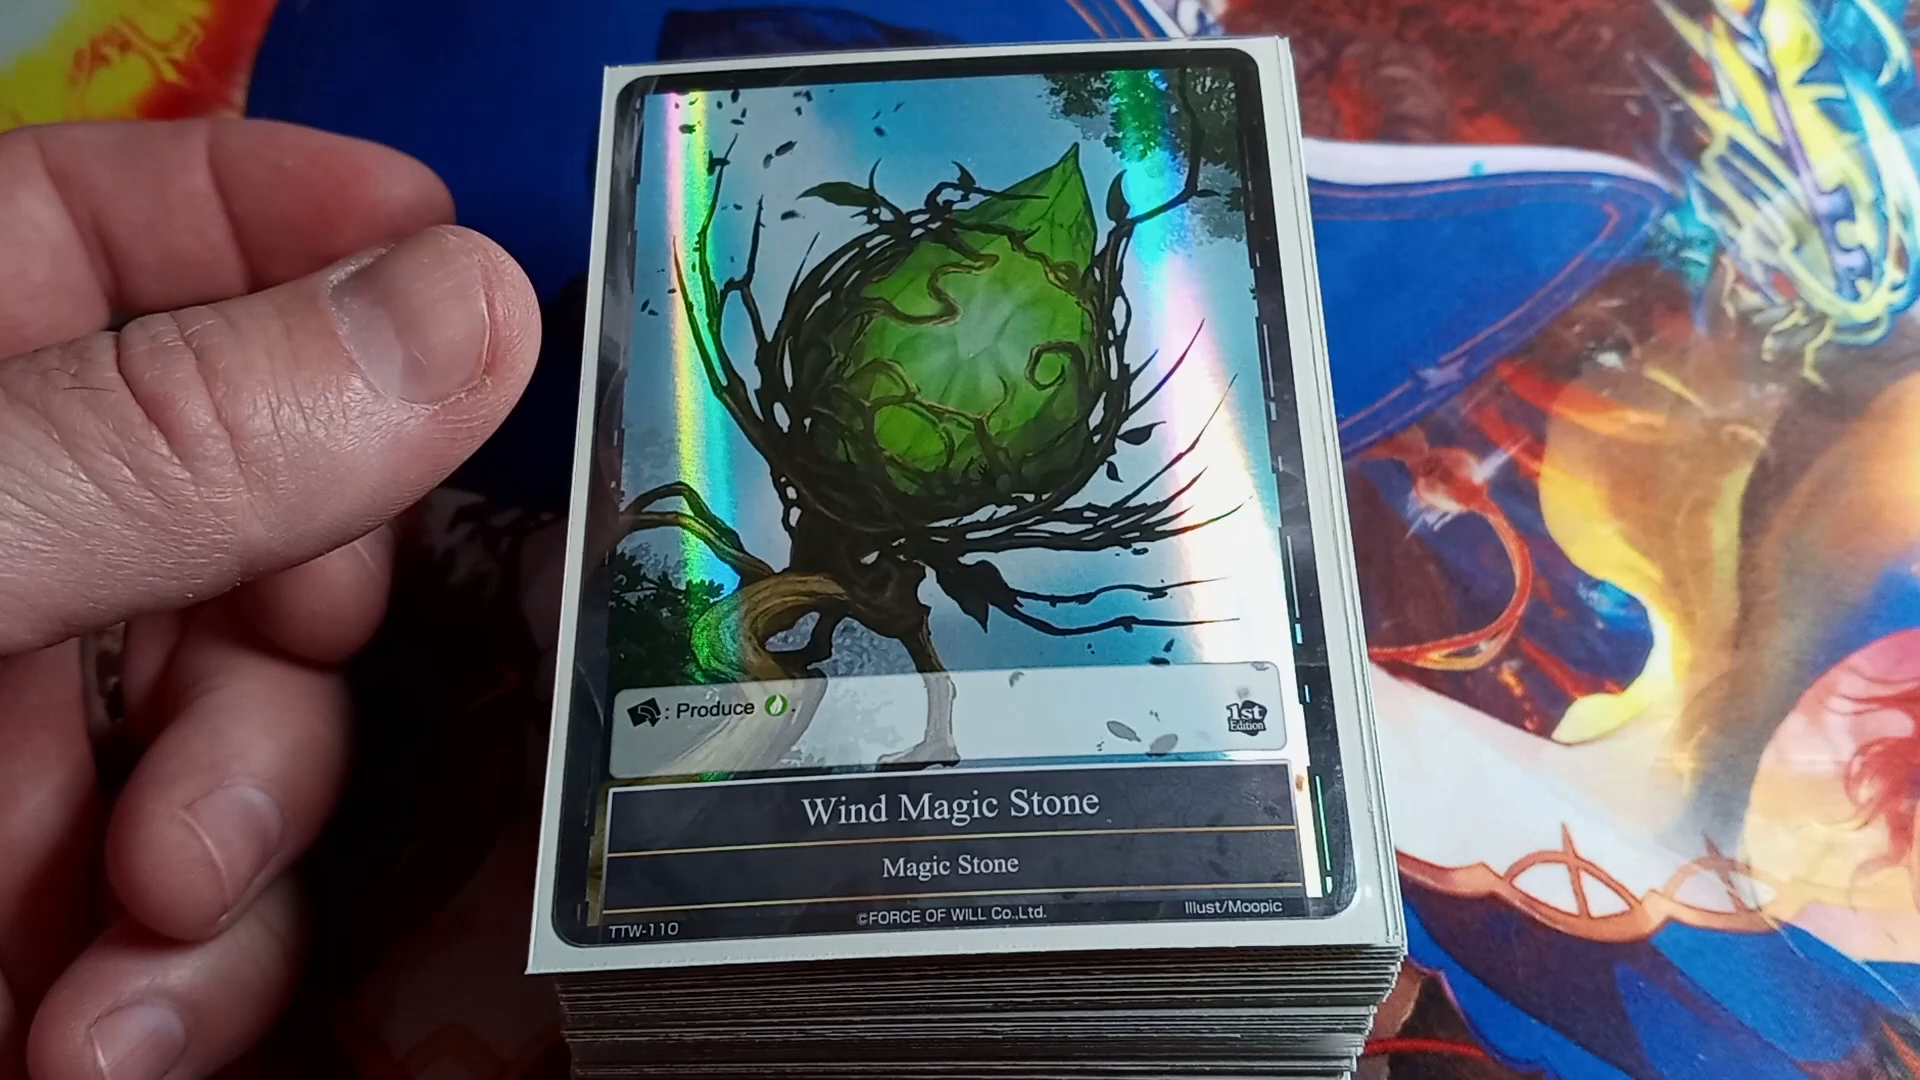 : Produce .
1st
Edition
Wind Magic Stone
Magic Stone
TTW-110
©FORCE OF WILL Co.,Ltd.
Illust/Moopic